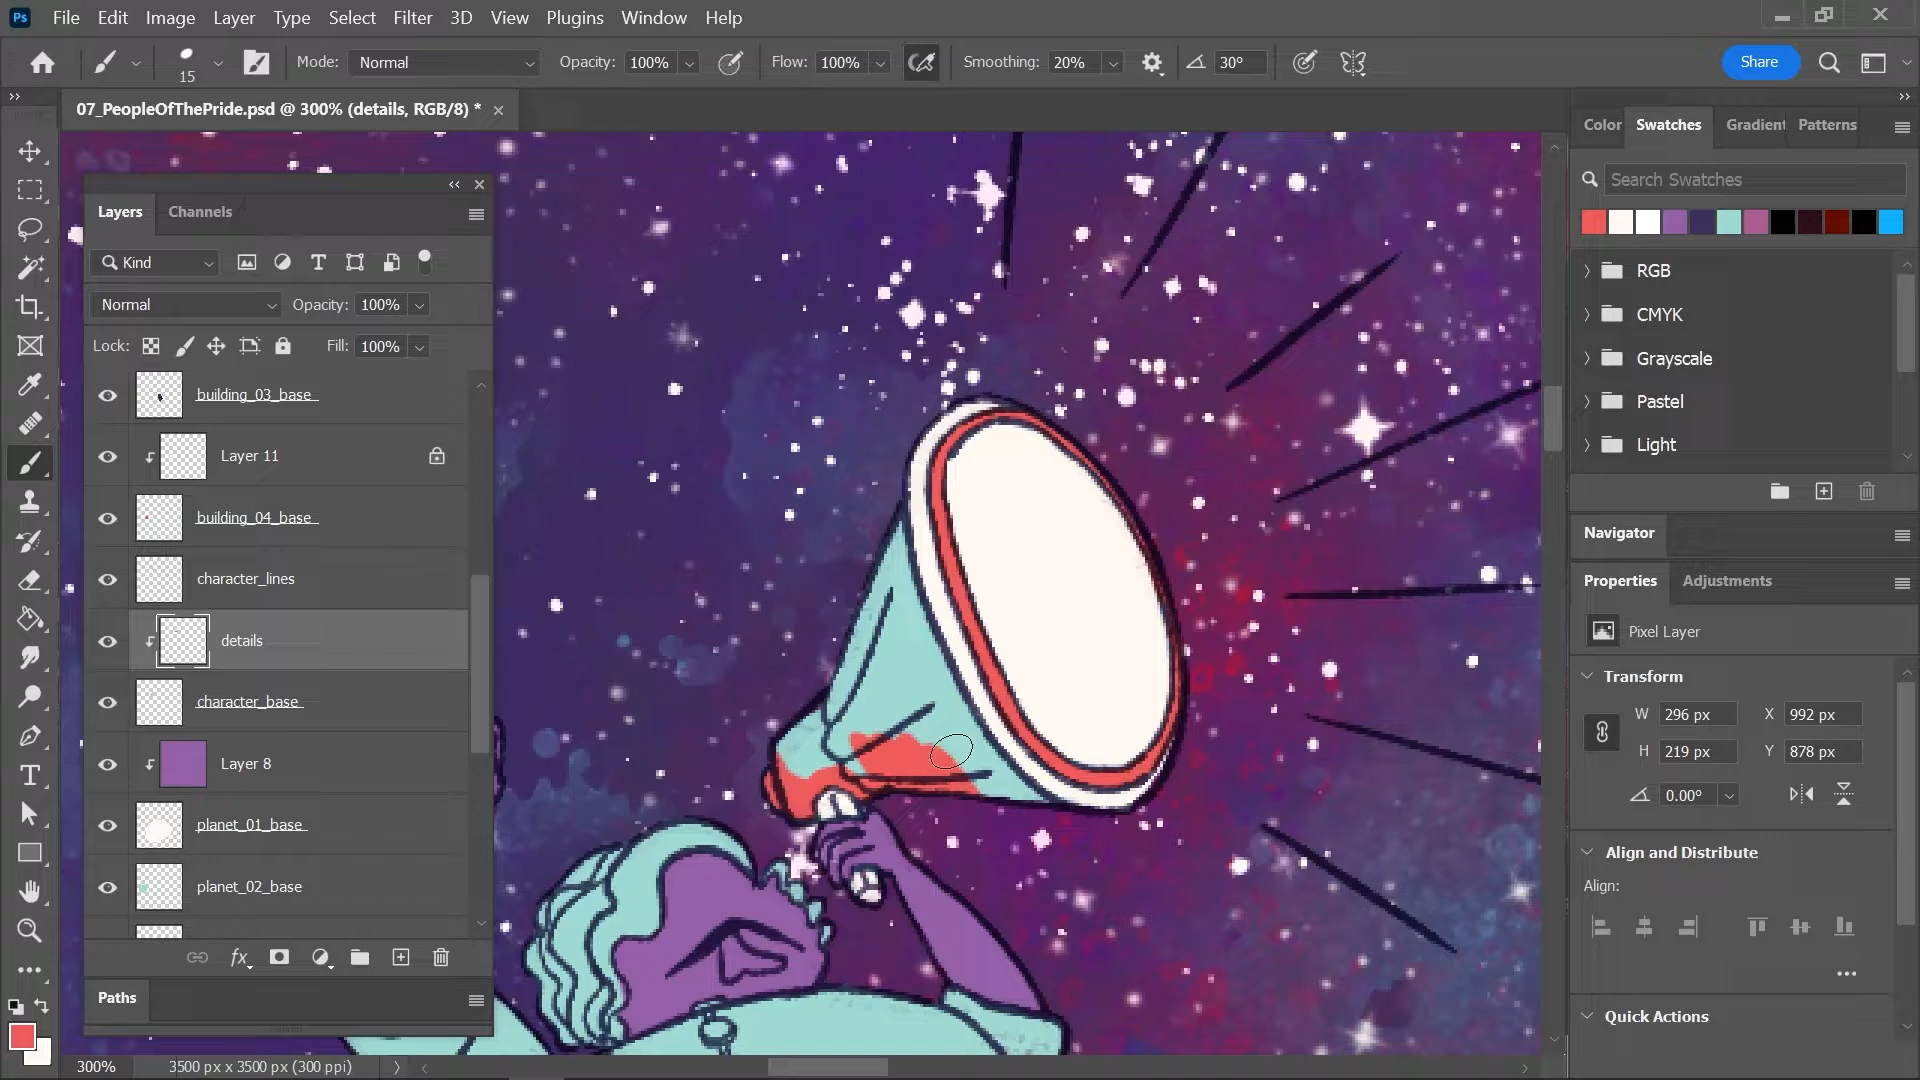 Ps File Edit Image Layer Type Select Filter 3D View Plugins Window Help
15 Mode: Normal Opacity: 100% Flow: 100% Smoothing: 20% 30° Share
07_PeopleOfThePride.psd @ 300% (details, RGB/8) *
Layers Channels
Kind
Normal Opacity: 100%
Lock: Fill: 100%
building_03_base
Layer 11
building_04_base
character_lines
details
character_base
Layer 8
planet_01_base
planet_02_base
fx
Paths
300% 3500 px x 3500 px (300 ppi)
Color Swatches Gradient Patterns
Search Swatches
RGB
CMYK
Grayscale
Pastel
Light
Navigator
Properties Adjustments
Pixel Layer
Transform
W 296 px X 992 px
H 219 px Y 878 px
0.00°
Align and Distribute
Align:
Quick Actions